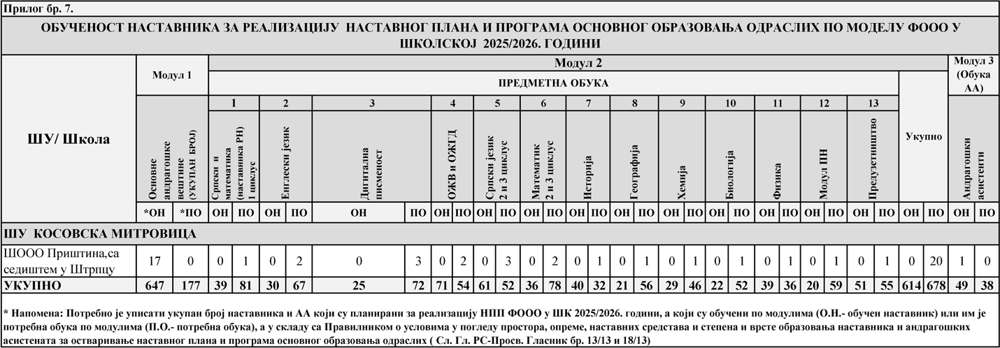 Прилог бр. 7.
ОБУЧЕНОСТ НАСТАВНИКА ЗА РЕАЛИЗАЦИЈУ НАСТАВНОГ ПЛАНА И ПРОГРАМА ОСНОВНОГ ОБРАЗОВАЊА ОДРАСЛИХ ПО МОДЕЛУ ФООО У
ШКОЛСКОЈ 2025/2026. ГОДИНИ
ШУ/ Школа
Модул 1
Модул 2
Модул 3
(Обука
АА)
ПРЕДМЕТНА ОБУКА
1 2 3 4 5 6 7 8 9 10 11 12 13
Основне
андрагошке
вештине
(УКУПАН БРОЈ)
Српски и
математика
(наставника РН)
1 циклус
Енглески језик
Дигитална
писменост
ОЖВ и ОЖГД
Српски језик
2 и 3 циклус
Математик
2 и 3 циклус
Историја
Географија
Хемија
Биологија
Физика
Модул ПН
Предузетништво
Укупно
Андрагошки
асистенти
*ОН *ПО ОН ПО ОН ПО ОН ПО ОН ПО ОН ПО ОН ПО ОН ПО ОН ПО ОН ПО ОН ПО ОН ПО ОН ПО ОН ПО ОН ПО ОН ПО
ШУ КОСОВСКА МИТРОВИЦА
ШООО Приштина,са
седиштем у Штрпцу
17 0 0 1 0 2 0 3 0 2 0 3 0 2 0 1 0 1 0 1 0 1 0 1 0 1 0 1 0 20 1 0
УКУПНО 647 177 39 81 30 67 25 72 71 54 61 52 36 78 40 32 21 56 29 46 22 52 39 36 20 59 51 55 614 678 49 38
* Напомена: Потребно је уписати укупан број наставника и АА који су планирани за реализацију НПП ФООО у ШК 2025/2026. години, а који су обучени по модулима (О.Н.- обучен наставник) или им је
потребна обука по модулима (П.О.- потребна обука), а у складу са Правилником о условима у погледу простора, опреме, наставних средстава и степена и врсте образовања наставника и андрагошких
асистената за остваривање наставног плана и програма основног образовања одраслих ( Сл. Гл. РС-Просв. Гласник бр. 13/13 и 18/13)